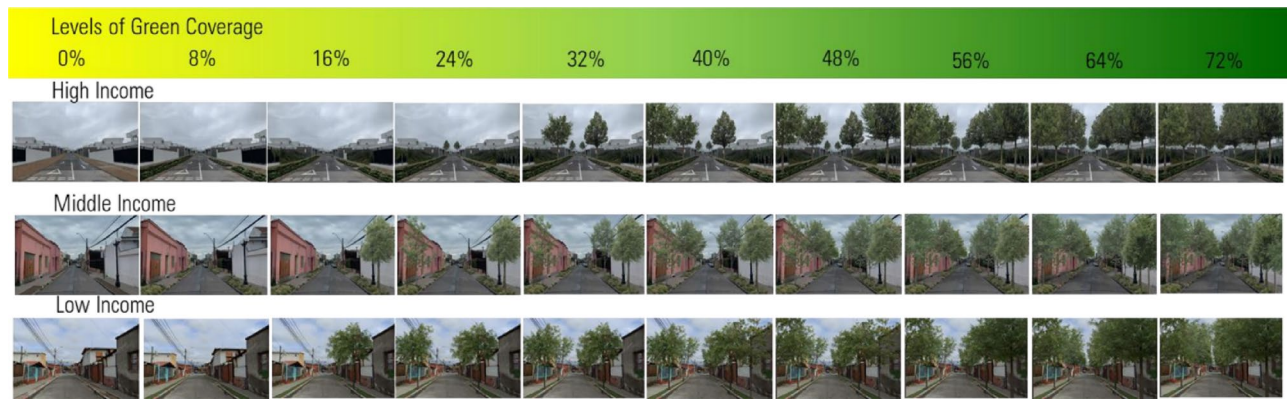 Levels of Green Coverage
0% 8% 16% 24% 32% 40% 48% 56% 64% 72%
High Income
Middle Income
Low Income